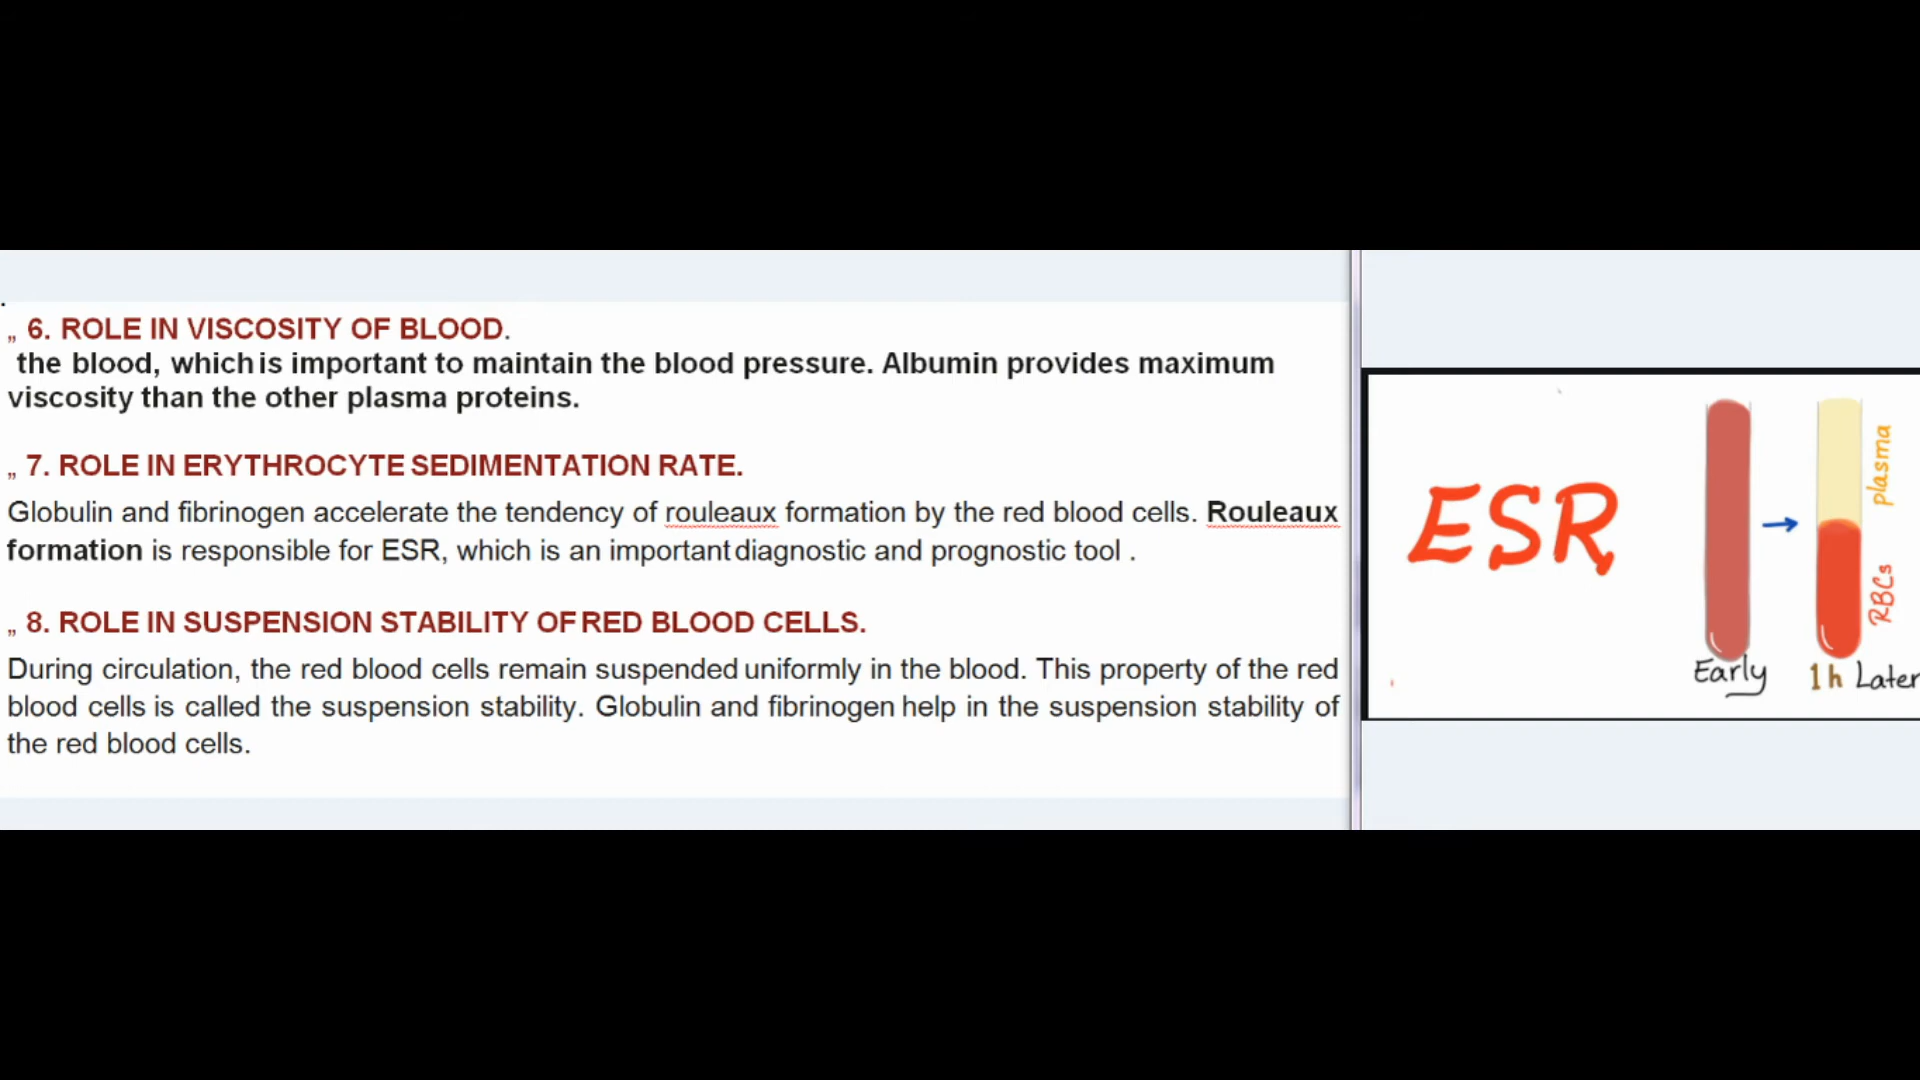 .
„ 6. ROLE IN VISCOSITY OF BLOOD.
the blood, which is important to maintain the blood pressure. Albumin provides maximum
viscosity than the other plasma proteins.
„ 7. ROLE IN ERYTHROCYTE SEDIMENTATION RATE.
Globulin and fibrinogen accelerate the tendency of rouleaux formation by the red blood cells. Rouleaux
formation is responsible for ESR, which is an important diagnostic and prognostic tool .
„ 8. ROLE IN SUSPENSION STABILITY OF RED BLOOD CELLS.
During circulation, the red blood cells remain suspended uniformly in the blood. This property of the red
blood cells is called the suspension stability. Globulin and fibrinogen help in the suspension stability of
the red blood cells.
ESR
plasma
RBCs
Early
1h Later